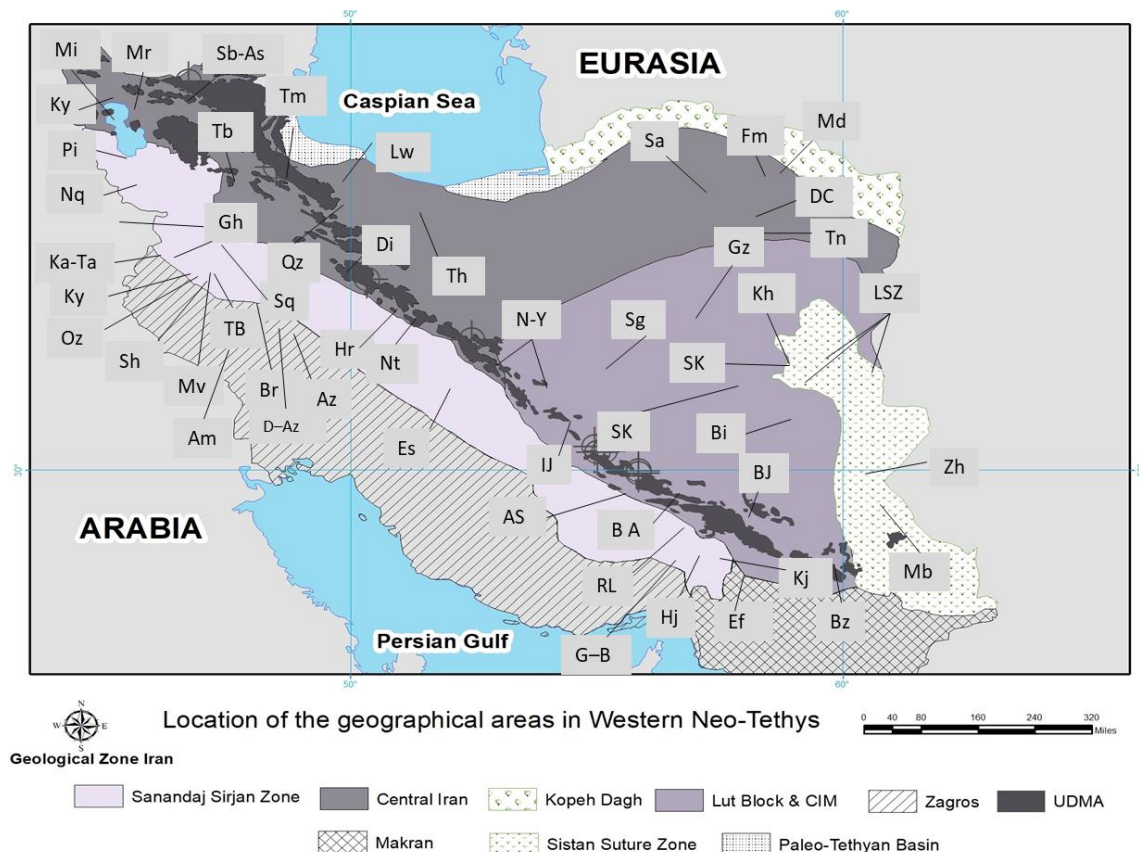 50°
60°
Mi
Mr
Sb-As
EURASIA
Tm
Caspian Sea
Ky
Md
Fm
Sa
Tb
Lw
Pi
Nq
DC
Gh
Tn
Di
Gz
Ka-Ta
Qz
Th
Kh
LSZ
Ky
Sq
N-Y
Sg
Oz
TB
Hr
Nt
SK
Sh
Mv
Br
Az
Am
D–Az
Es
SK
Bi
IJ
BJ
Zh
30°
ARABIA
AS
B A
RL
Kj
Mb
Hj
Ef
Bz
Persian Gulf
G–B
50°
60°
N
W
E
S
Location of the geographical areas in Western Neo-Tethys
0 40 80 160 240 320
Miles
Geological Zone Iran
Sanandaj Sirjan Zone
Central Iran
Kopeh Dagh
Lut Block & CIM
Zagros
UDMA
Makran
Sistan Suture Zone
Paleo-Tethyan Basin